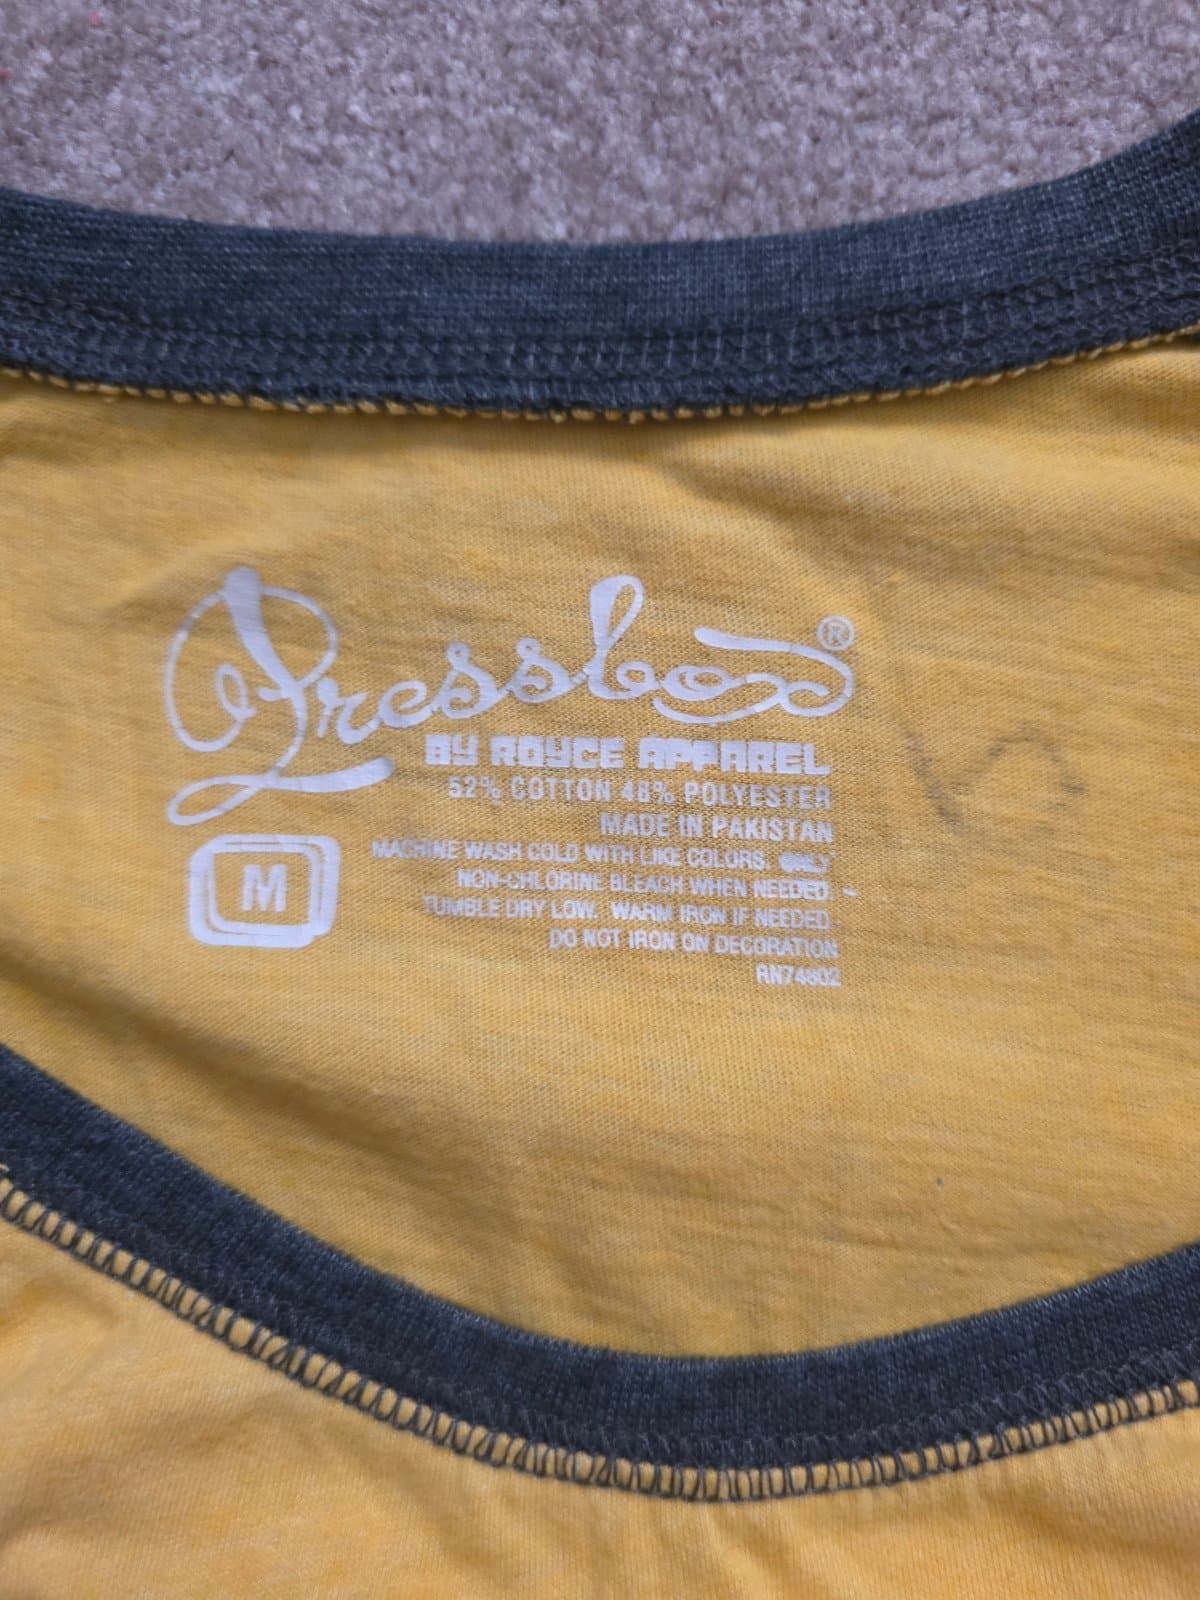 Pressbox®
BY ROYCE APPAREL
52% COTTON 48% POLYESTER
MADE IN PAKISTAN
M
MACHINE WASH COLD WITH LIKE COLORS. ONLY
NON-CHLORINE BLEACH WHEN NEEDED.
TUMBLE DRY LOW. WARM IRON IF NEEDED.
DO NOT IRON ON DECORATION
RN74802